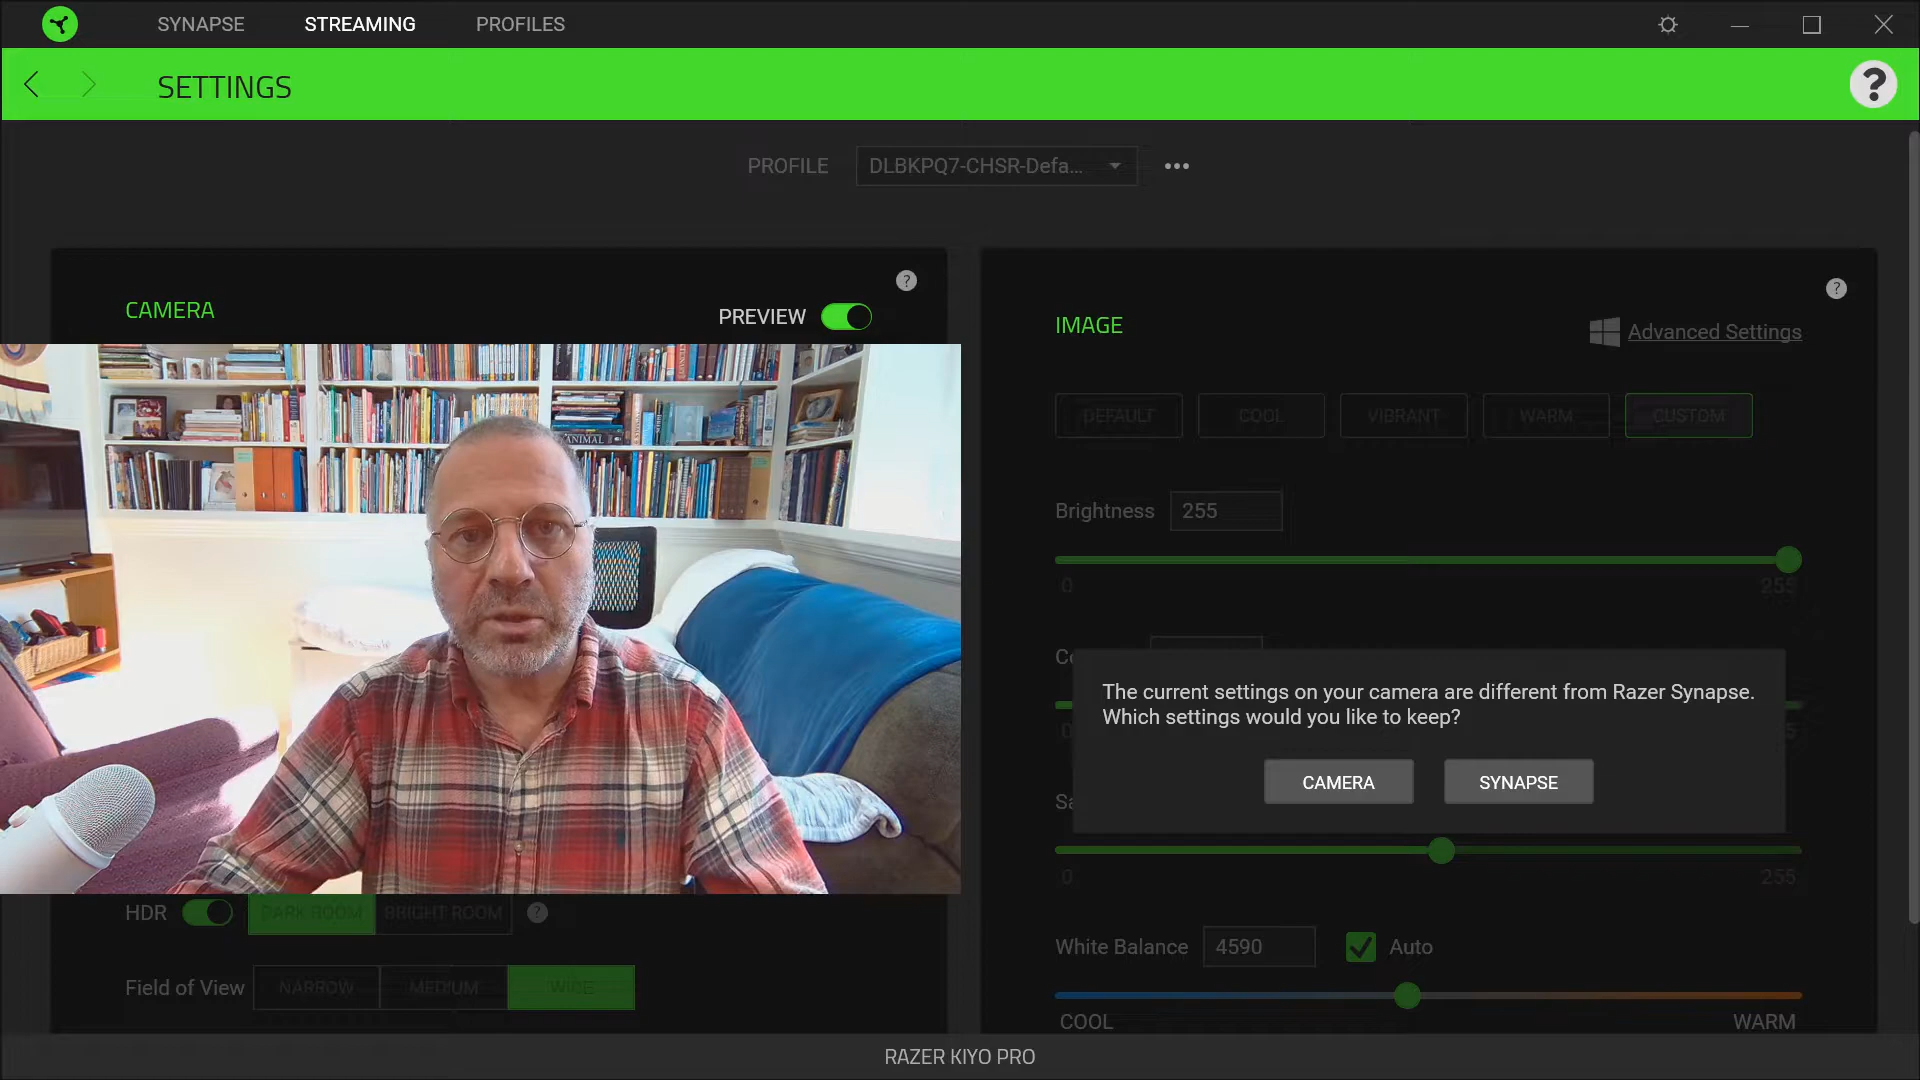 SYNAPSE STREAMING PROFILES
SETTINGS
?
PROFILE DLBKPQ7-CHSR-Defa...
?
?
CAMERA
PREVIEW
IMAGE
Advanced Settings
DEFAULT COOL VIBRANT WARM CUSTOM
ANIMAL
Brightness 255
0 255
The current settings on your camera are different from Razer Synapse.
Which settings would you like to keep?
CAMERA SYNAPSE
0 255
HDR DARK ROOM BRIGHT ROOM ?
White Balance 4590 Auto
Field of View NARROW MEDIUM WIDE
COOL WARM
RAZER KIYO PRO